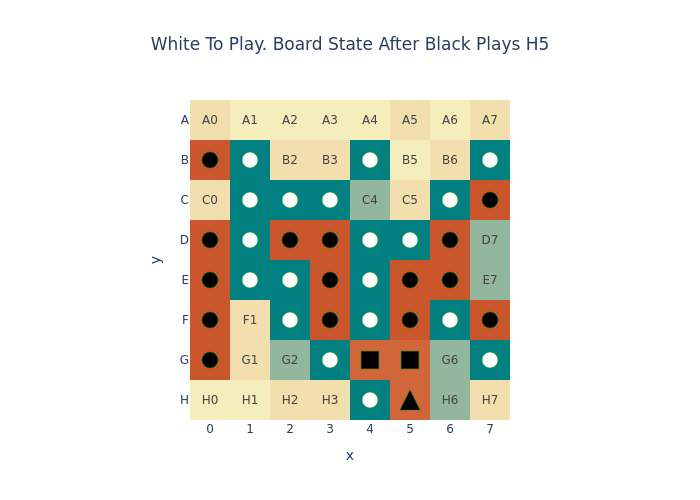 White To Play. Board State After Black Plays H5
A A0 A1 A2 A3 A4 A5 A6 A7
B B2 B3 B5 B6
C C0 C4 C5
D D7
E E7
F F1
G G1 G2 G6
H H0 H1 H2 H3 H6 H7
0 1 2 3 4 5 6 7
x
y